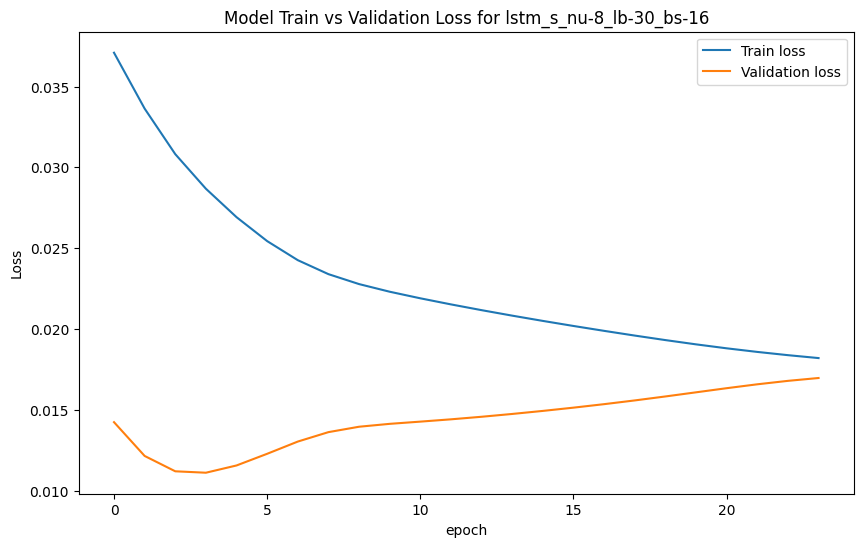 Model Train vs Validation Loss for lstm_s_nu-8_lb-30_bs-16
Train loss
Validation loss
0.035
0.030
0.025
0.020
0.015
0.010
Loss
0 5 10 15 20
epoch